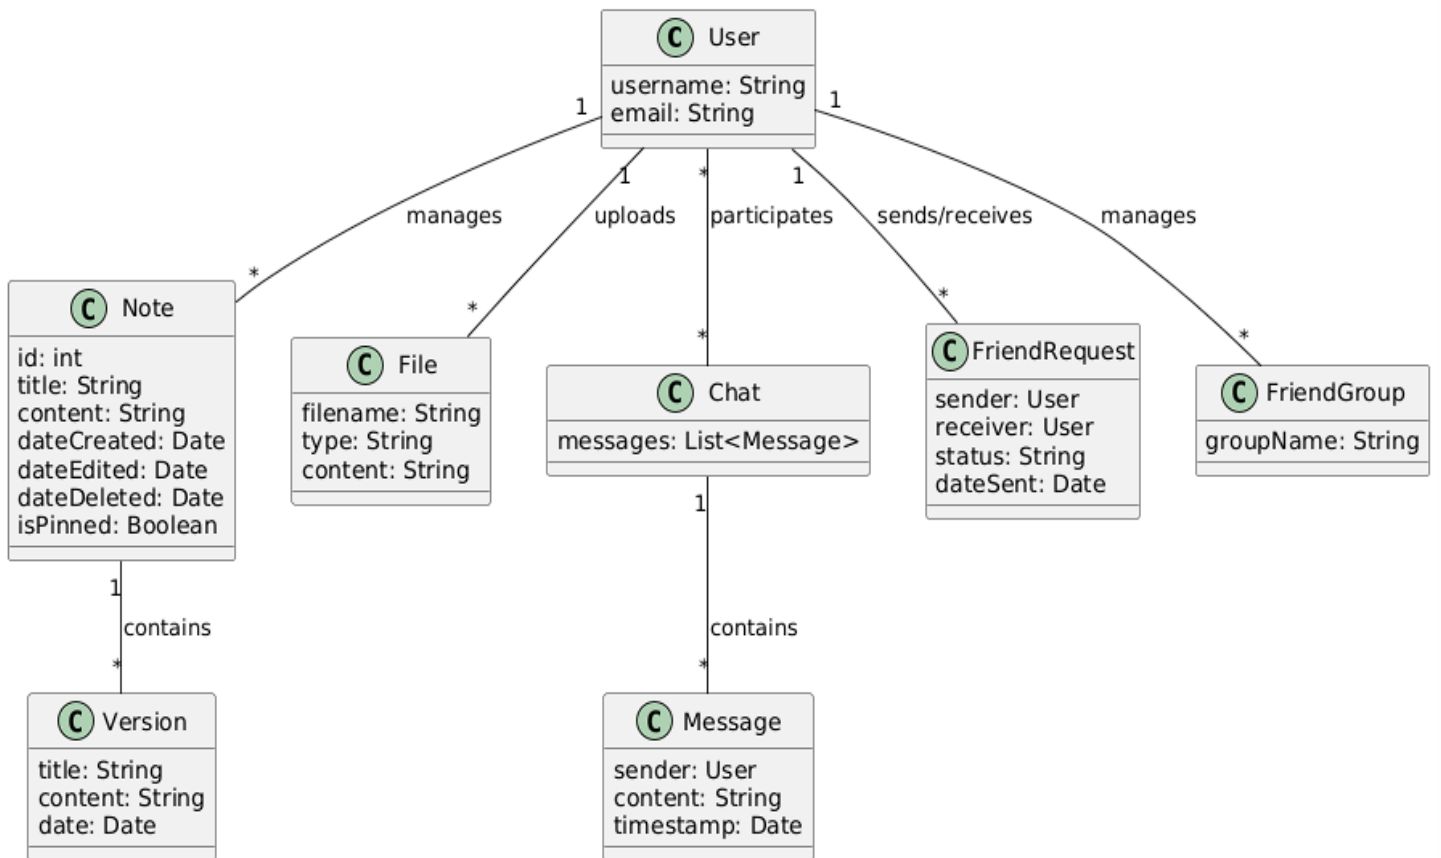 C User
username: String
email: String
1
1
1
*
1
manages
uploads
participates
sends/receives
manages
*
*
*
*
*
C Note
id: int
title: String
content: String
dateCreated: Date
dateEdited: Date
dateDeleted: Date
isPinned: Boolean
C File
filename: String
type: String
content: String
C Chat
messages: List<Message>
C FriendRequest
sender: User
receiver: User
status: String
dateSent: Date
C FriendGroup
groupName: String
1
contains
*
1
contains
*
C Version
title: String
content: String
date: Date
C Message
sender: User
content: String
timestamp: Date